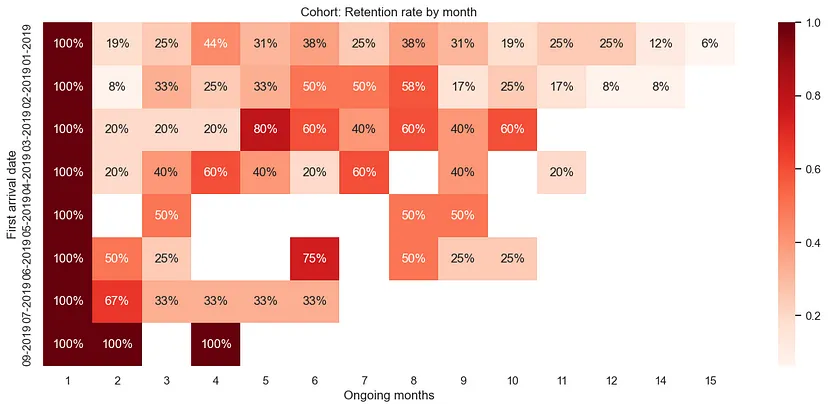 Cohort: Retention rate by month
First arrival date
01-2019 100% 19% 25% 44% 31% 38% 25% 38% 31% 19% 25% 25% 12% 6%
02-2019 100% 8% 33% 25% 33% 50% 50% 58% 17% 25% 17% 8% 8%
03-2019 100% 20% 20% 20% 80% 60% 40% 60% 40% 60%
04-2019 100% 20% 40% 60% 40% 20% 60% 40% 20%
05-2019 100% 50% 50% 50%
06-2019 100% 50% 25% 75% 50% 25% 25%
07-2019 100% 67% 33% 33% 33% 33%
09-2019 100% 100% 100%
1 2 3 4 5 6 7 8 9 10 11 12 14 15
Ongoing months
1.0
0.8
0.6
0.4
0.2